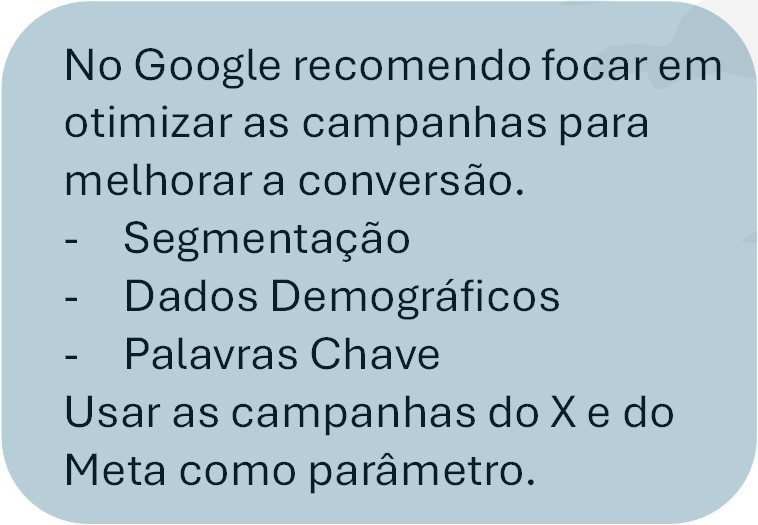 No Google recomendo focar em
otimizar as campanhas para
melhorar a conversão.
- Segmentação
- Dados Demográficos
- Palavras Chave
Usar as campanhas do X e do
Meta como parâmetro.